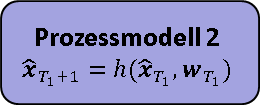 Prozessmodell 2
𝒙̂_{T₁+1} = h(𝒙̂_{T₁}, 𝒘_{T₁})